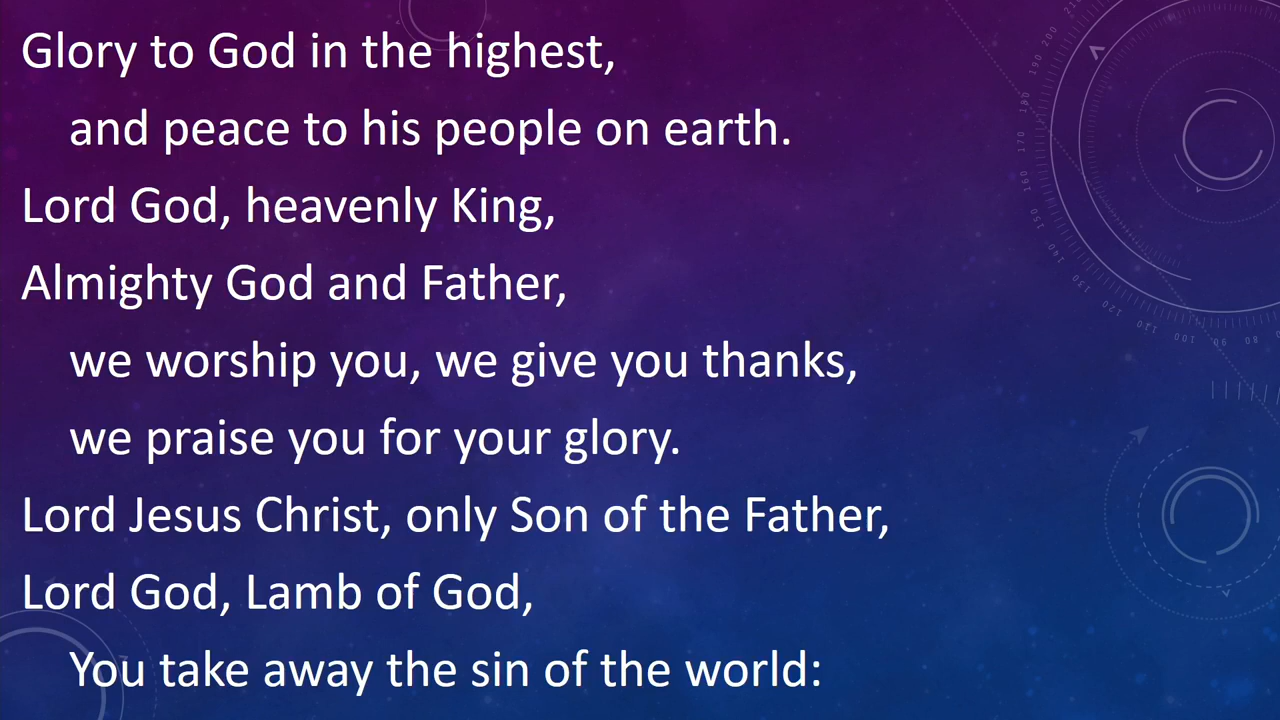 Glory to God in the highest,
and peace to his people on earth.
Lord God, heavenly King,
Almighty God and Father,
we worship you, we give you thanks,
we praise you for your glory.
Lord Jesus Christ, only Son of the Father,
Lord God, Lamb of God,
You take away the sin of the world: